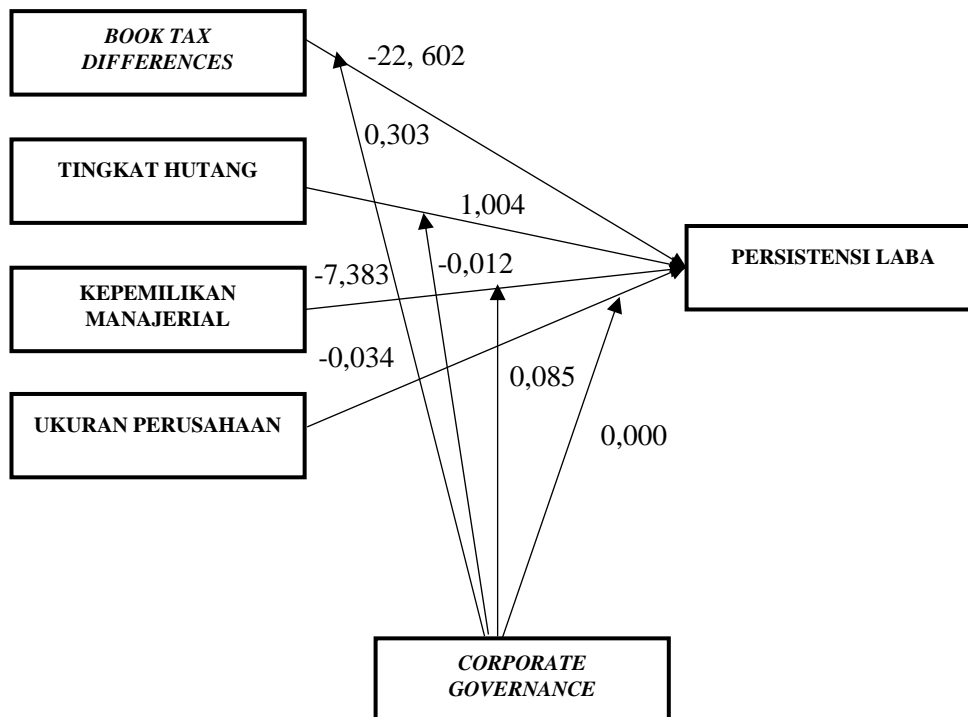 BOOK TAX
DIFFERENCES
-22, 602
0,303
TINGKAT HUTANG
1,004
PERSISTENSI LABA
-0,012
-7,383
KEPEMILIKAN
MANAJERIAL
-0,034
0,085
UKURAN PERUSAHAAN
0,000
CORPORATE
GOVERNANCE